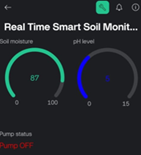 Real Time Smart Soil Monit...
Soil moisture pH level
87
0 100 0 15
Pump status
Pump OFF